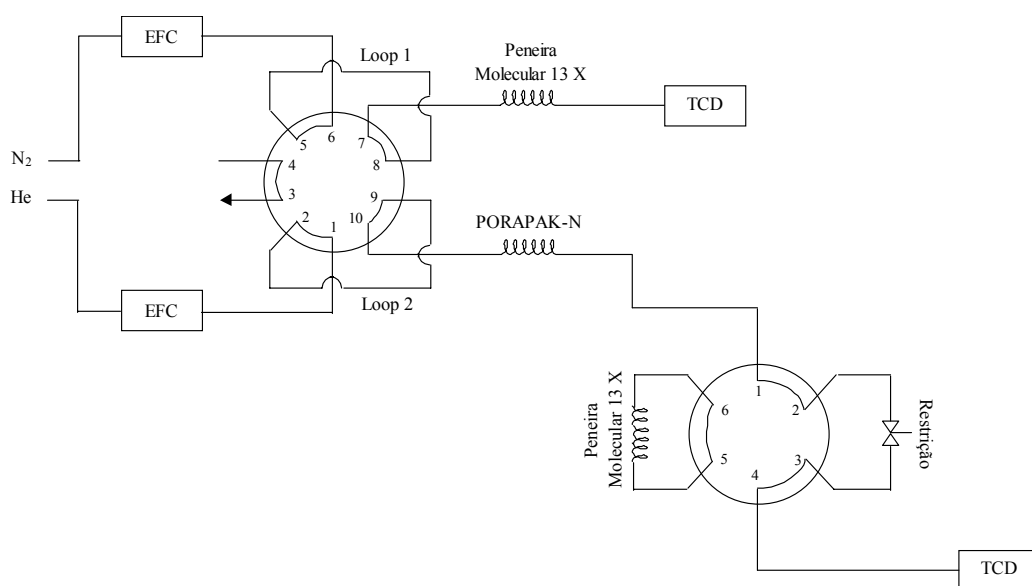 EFC
Loop 1
Peneira
Molecular 13 X
TCD
N₂
He
5
6
7
4
8
3
9
2
1
10
PORAPAK-N
EFC
Loop 2
Peneira
Molecular 13 X
1
6
2
5
3
4
Restrição
TCD